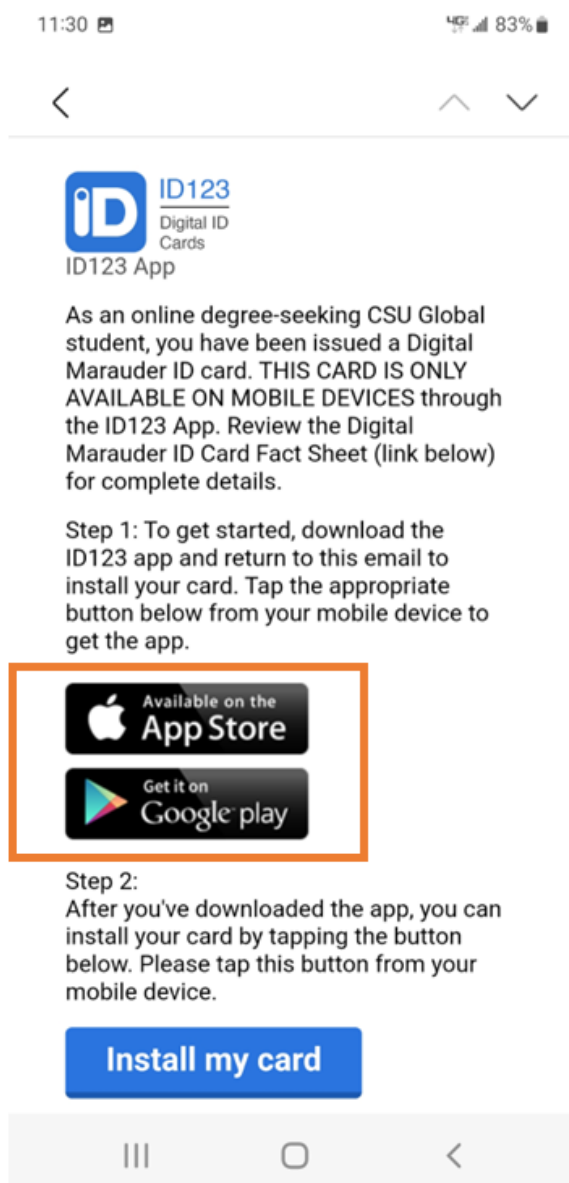 11:30
4G 83%
iD
ID123
Digital ID
Cards
ID123 App
As an online degree-seeking CSU Global
student, you have been issued a Digital
Marauder ID card. THIS CARD IS ONLY
AVAILABLE ON MOBILE DEVICES through
the ID123 App. Review the Digital
Marauder ID Card Fact Sheet (link below)
for complete details.
Step 1: To get started, download the
ID123 app and return to this email to
install your card. Tap the appropriate
button below from your mobile device to
get the app.
Available on the
App Store
Get it on
Google play
Step 2:
After you've downloaded the app, you can
install your card by tapping the button
below. Please tap this button from your
mobile device.
Install my card